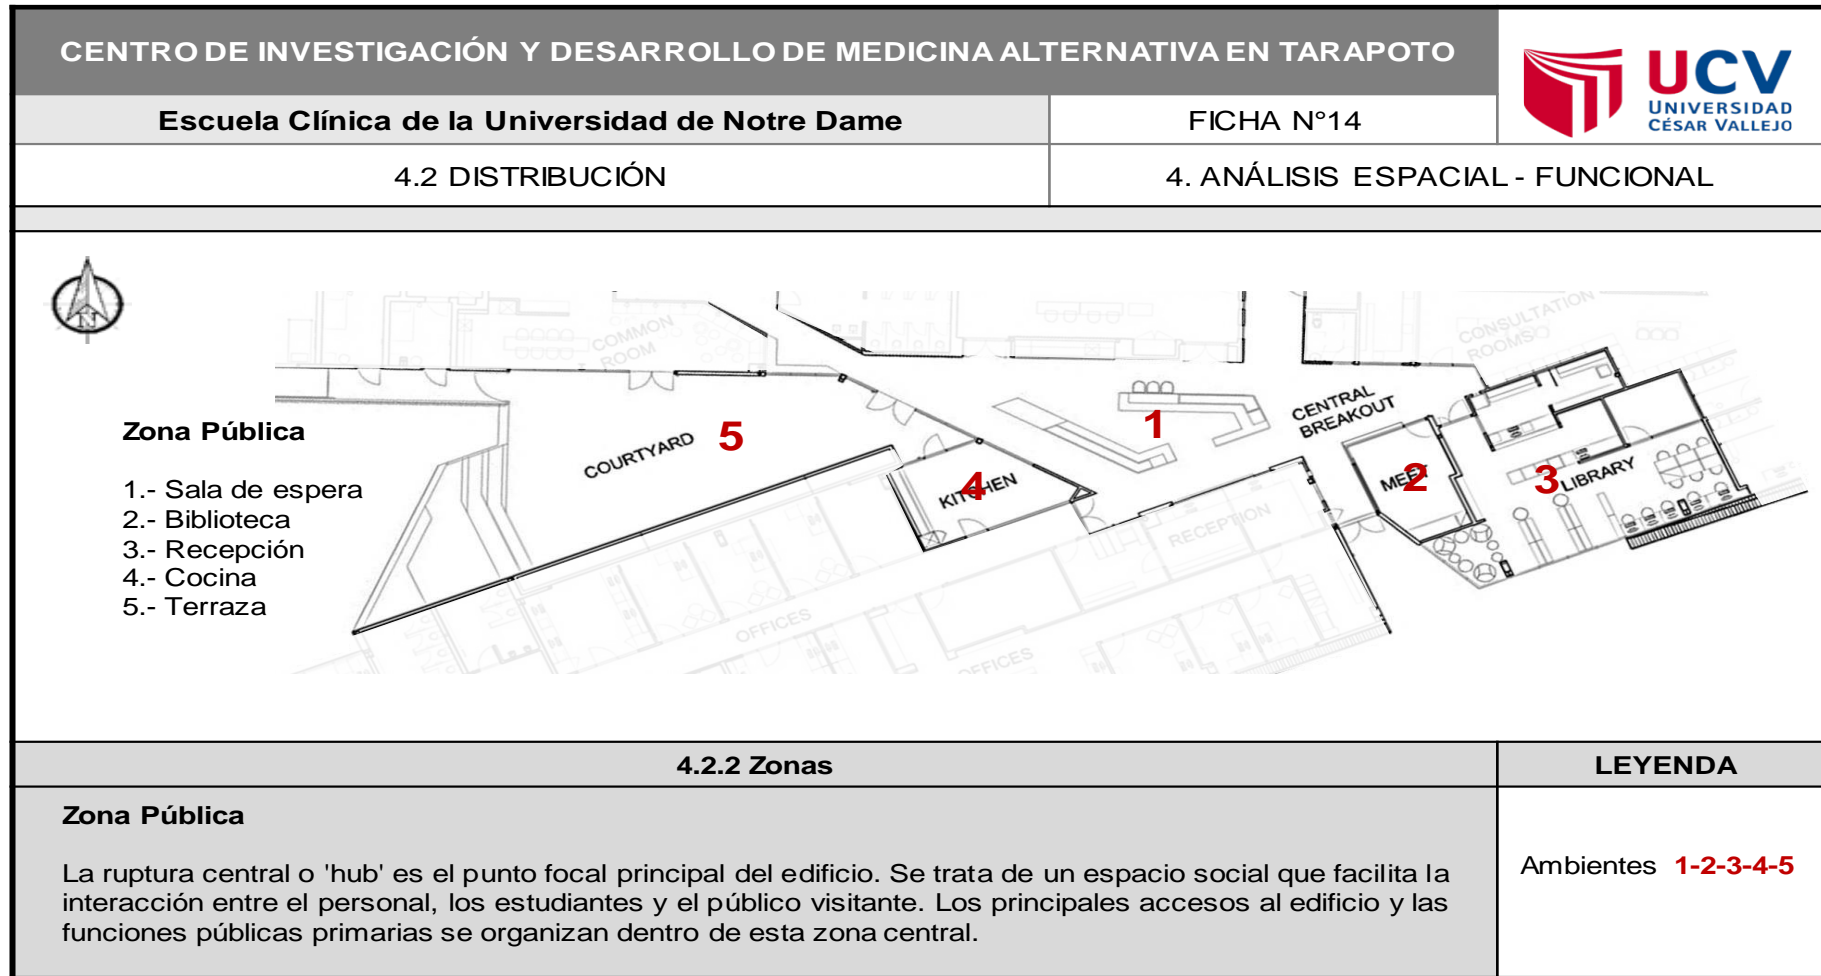 CENTRO DE INVESTIGACIÓN Y DESARROLLO DE MEDICINA ALTERNATIVA EN TARAPOTO
UCV
UNIVERSIDAD
CÉSAR VALLEJO
Escuela Clínica de la Universidad de Notre Dame
FICHA N°14
4.2 DISTRIBUCIÓN
4. ANÁLISIS ESPACIAL - FUNCIONAL
N
COMMON
ROOM
CONSULTATION
ROOMS
CENTRAL
BREAKOUT
1
COURTYARD
5
KITCHEN
4
MEET
2
3
LIBRARY
RECEPTION
OFFICES
OFFICES
Zona Pública
1.- Sala de espera
2.- Biblioteca
3.- Recepción
4.- Cocina
5.- Terraza
4.2.2 Zonas
LEYENDA
Zona Pública
La ruptura central o 'hub' es el punto focal principal del edificio. Se trata de un espacio social que facilita la
interacción entre el personal, los estudiantes y el público visitante. Los principales accesos al edificio y las
funciones públicas primarias se organizan dentro de esta zona central.
Ambientes 1-2-3-4-5